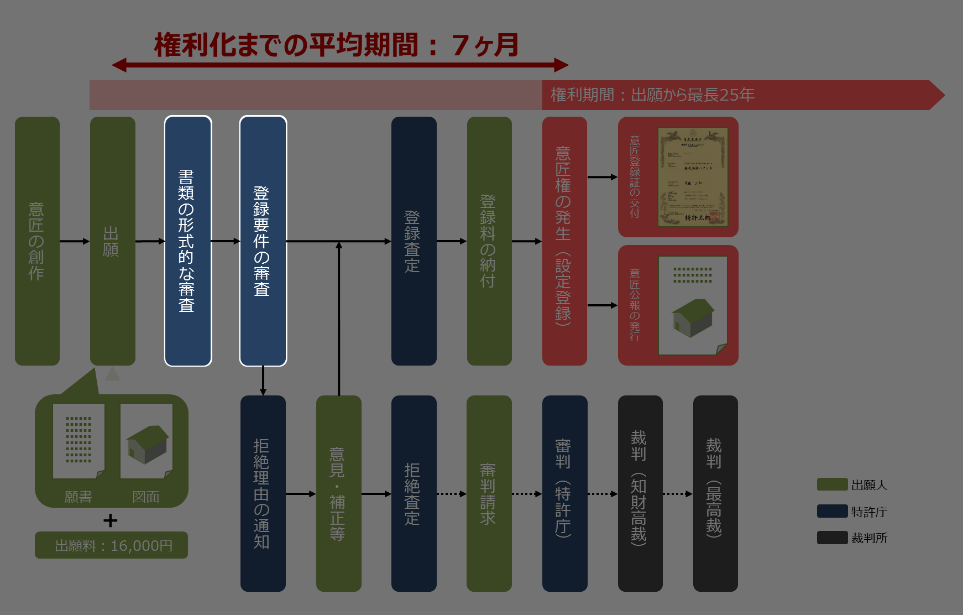 権利化までの平均期間：７ヶ月
権利期間：出願から最長25年
意匠の創作
出願
書類の形式的な審査
登録要件の審査
登録査定
登録料の納付
意匠権の発生（設定登録）
意匠登録証の交付
特許王国
意匠公報の発行
願書
図面
+
出願料：16,000円
拒絶理由の通知
意見・補正等
拒絶査定
審判請求
審判（特許庁）
裁判（知財高裁）
裁判（最高裁）
出願人
特許庁
裁判所